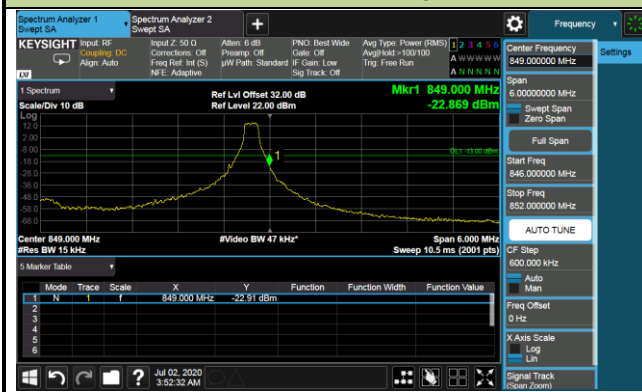 Spectrum Analyzer 1
Swept SA
Spectrum Analyzer 2
Swept SA
+
Frequency
KEYSIGHT
Input: RF
Coupling: DC
Align: Auto
Input Z: 50 Ω
Corrections: Off
Freq Ref: Int (S)
NFE: Adaptive
Atten: 6 dB
Preamp: Off
µW Path: Standard
PNO: Best Wide
Gate: Off
IF Gain: Low
Sig Track: Off
Avg Type: Power (RMS)
Avg|Hold:>100/100
Trig: Free Run
1 2 3 4 5 6
A W W W W W
A N N N N N
LXI
1 Spectrum
Scale/Div 10 dB
Log
Ref Lvl Offset 32.00 dB
Ref Level 22.00 dBm
Mkr1 849.000 MHz
-22.869 dBm
12.0
2.00
-8.00
-18.0
-28.0
-38.0
-48.0
-58.0
-68.0
1
DL1 -13.00 dBm
Center 849.000 MHz
#Res BW 15 kHz
#Video BW 47 kHz*
Span 6.000 MHz
Sweep 10.5 ms (2001 pts)
5 Marker Table
Mode Trace Scale X Y Function Function Width Function Value
1 N 1 f 849.000 MHz -22.91 dBm
2
3
4
5
6
Jul 02, 2020
3:52:32 AM
Center Frequency
849.000000 MHz
Settings
Span
6.00000000 MHz
Swept Span
Zero Span
Full Span
Start Freq
846.000000 MHz
Stop Freq
852.000000 MHz
AUTO TUNE
CF Step
600.000 kHz
Auto
Man
Freq Offset
0 Hz
X Axis Scale
Log
Lin
Signal Track
(Span Zoom)